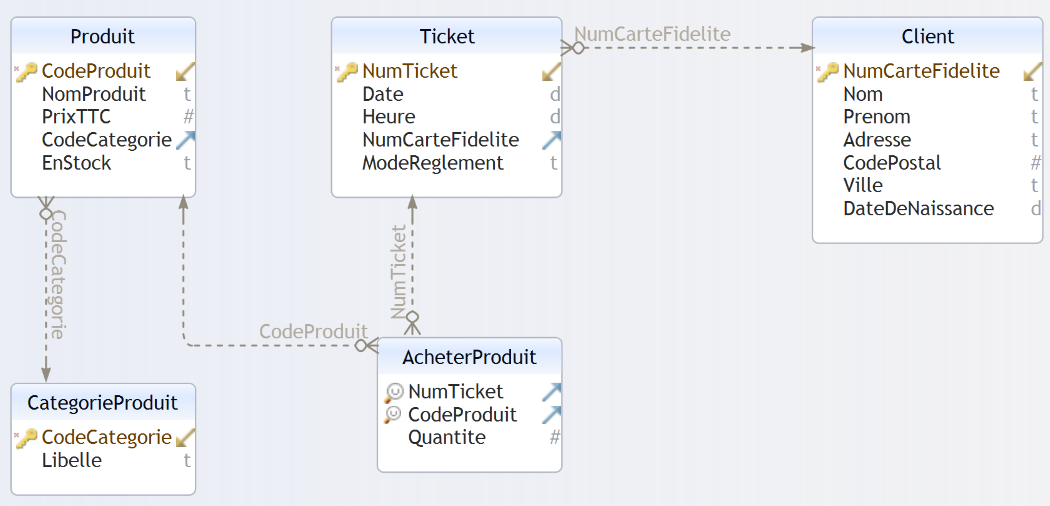 Produit
CodeProduit
NomProduit t
PrixTTC #
CodeCategorie
EnStock t
Ticket
NumTicket
Date d
Heure d
NumCarteFidelite
ModeReglement t
NumCarteFidelite
Client
NumCarteFidelite
Nom t
Prenom t
Adresse t
CodePostal #
Ville t
DateDeNaissance d
CodeCategorie
NumTicket
CodeProduit
CategorieProduit
CodeCategorie
Libelle t
AcheterProduit
NumTicket
CodeProduit
Quantite #